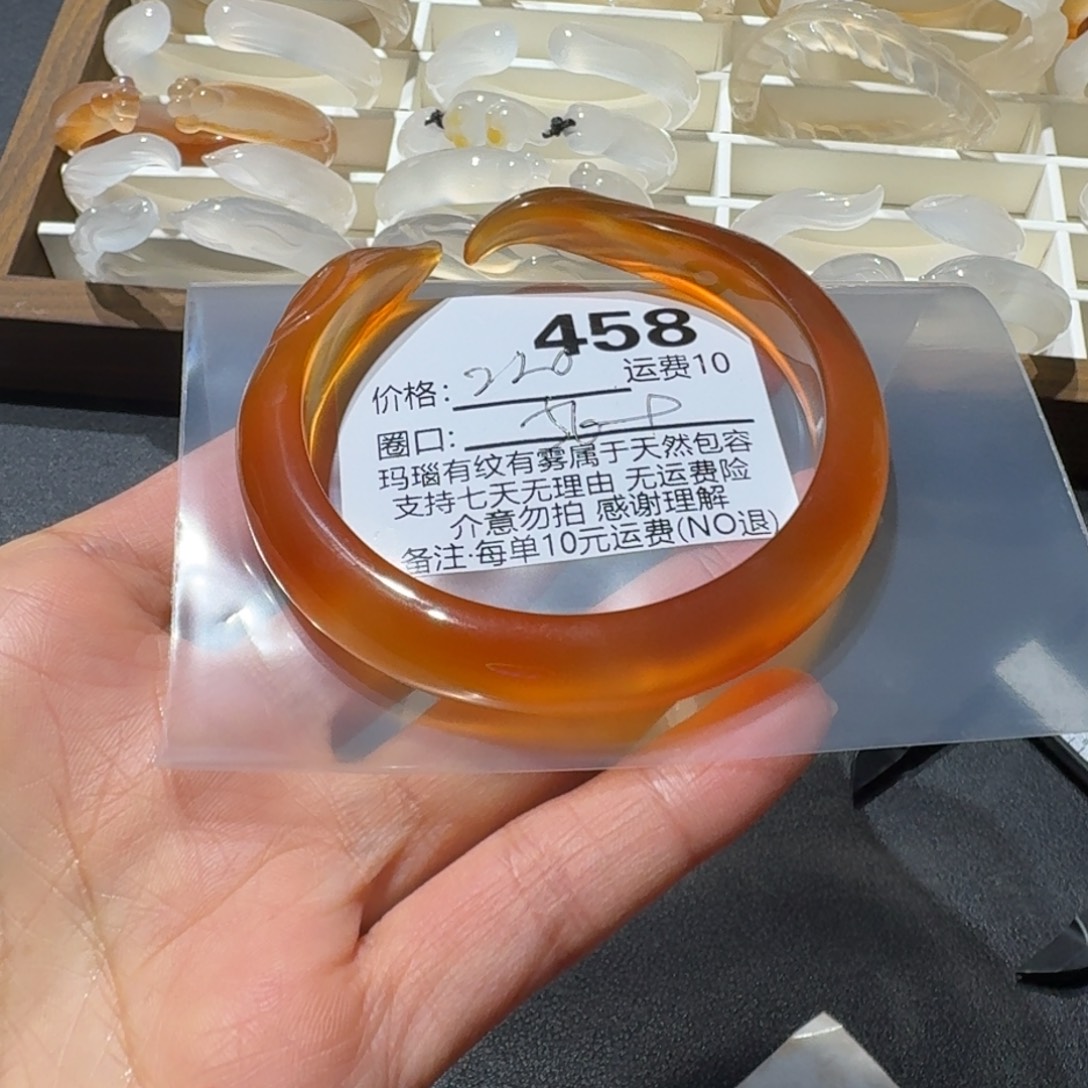 458
价格: 220 运费10
圈口:
玛瑙有纹有雾属于天然包容
支持七天无理由 无运费险
介意勿拍 感谢理解
备注:每单10元运费(NO退)